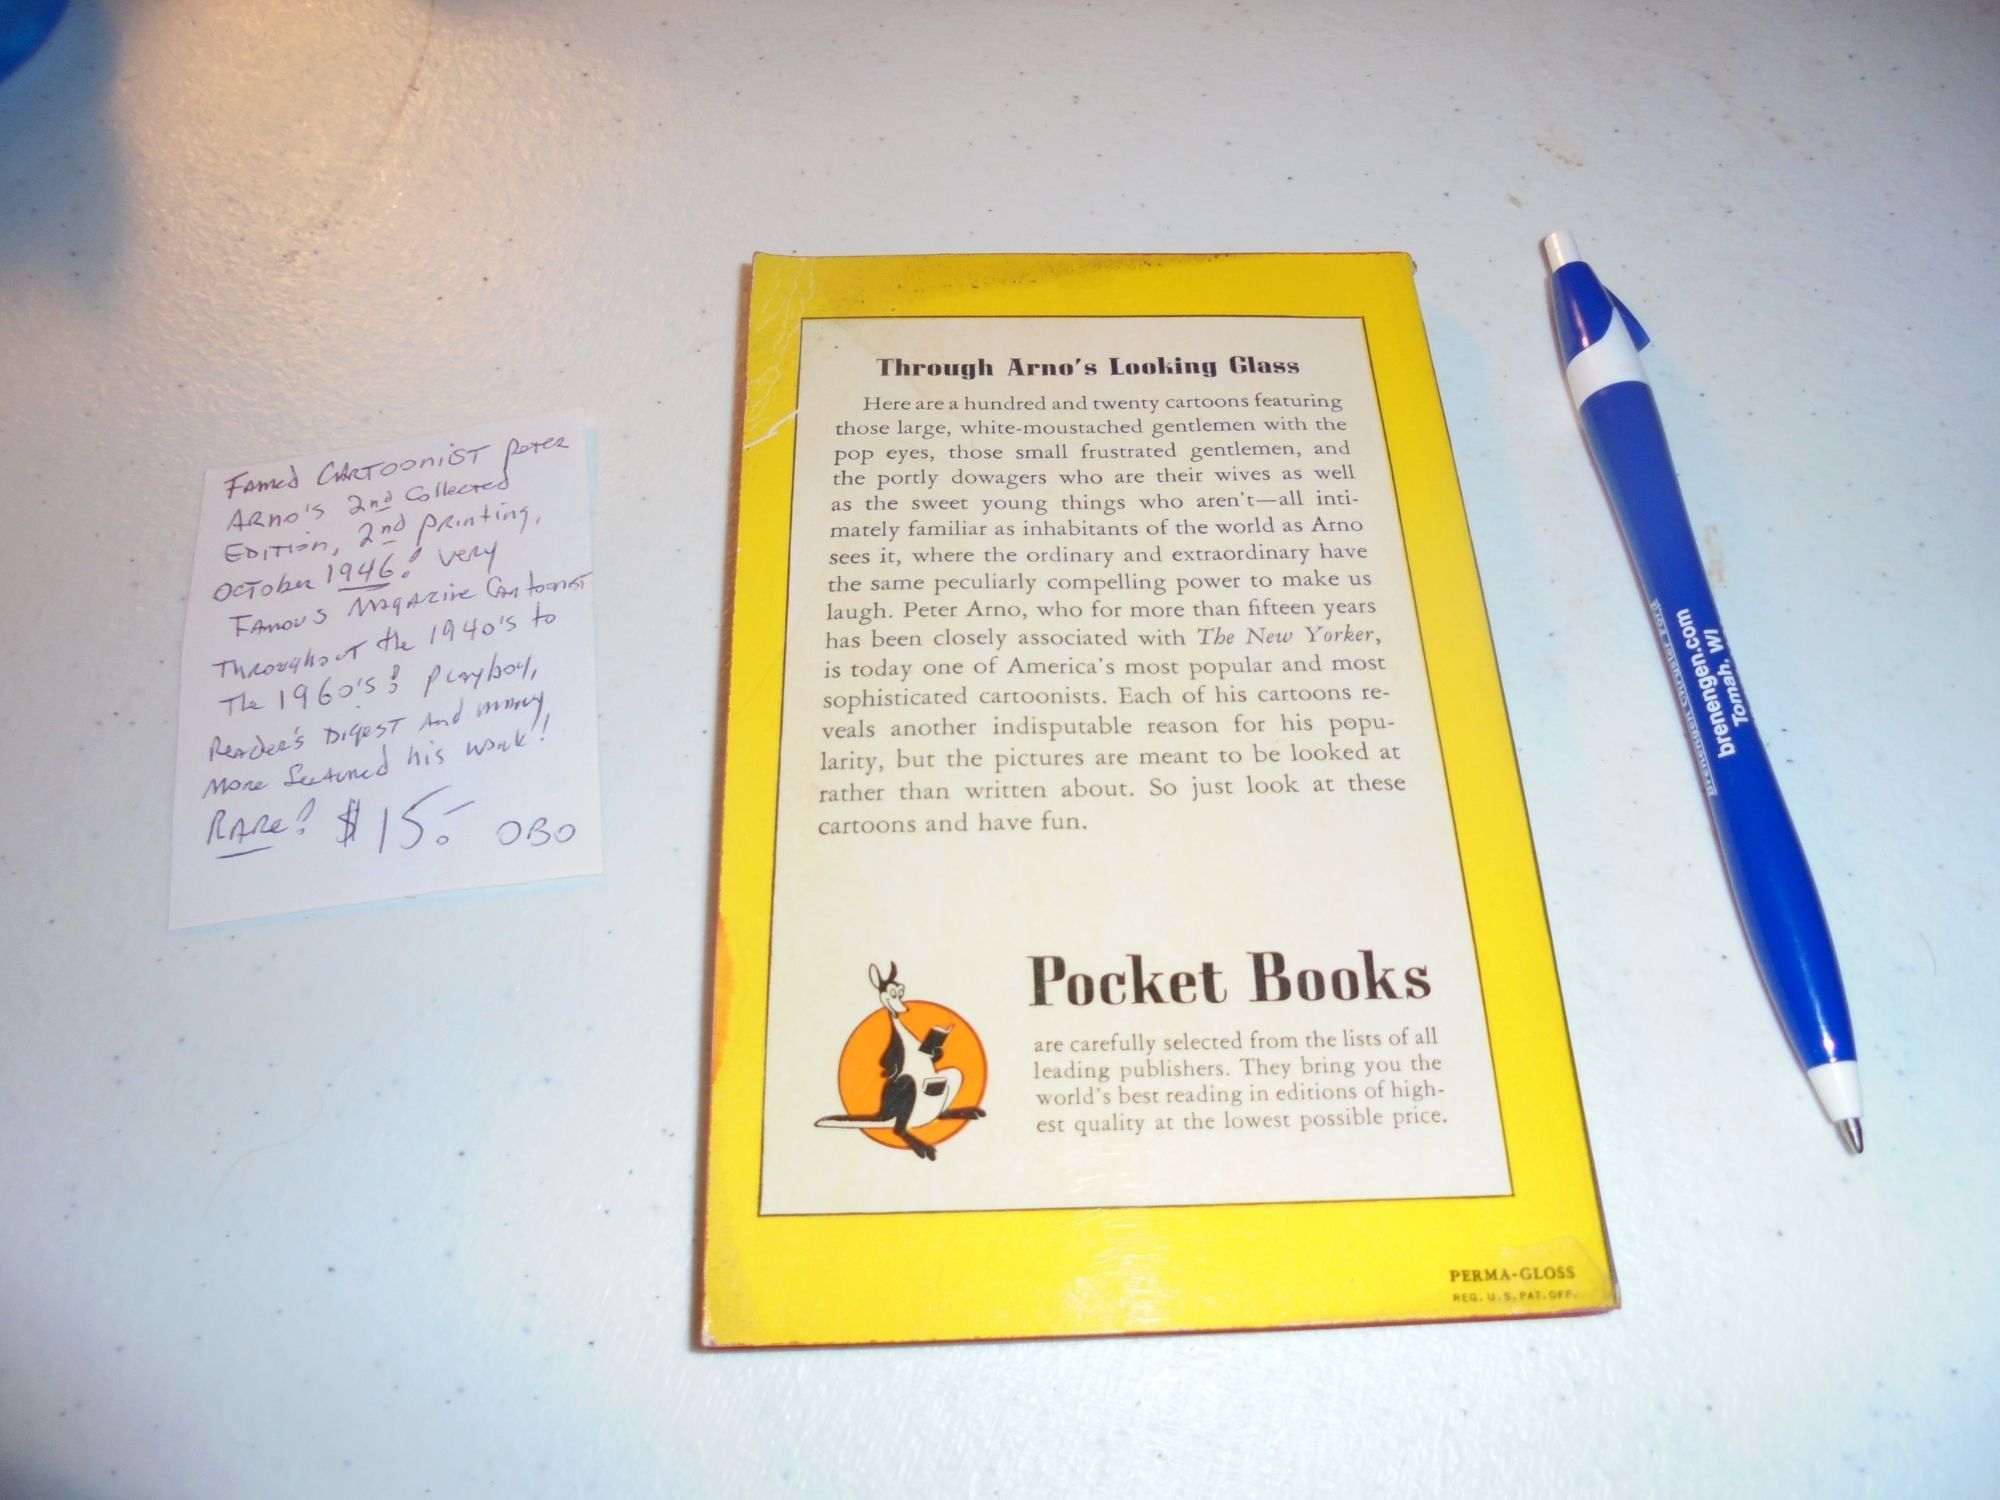 Famed CARTOONIST Peter
ARNO'S 2nd Collected
EDITION, 2nd printing,
OCTober 1946! very
FAMOUS MAGAZINE CARTOONIST
Throughout the 1940's to
The 1960's! Playboy,
Reader's Digest and many
More featured his work!
RARE! $15.- OBO
Through Arno's Looking Glass
Here are a hundred and twenty cartoons featuring
those large, white-moustached gentlemen with the
pop eyes, those small frustrated gentlemen, and
the portly dowagers who are their wives as well
as the sweet young things who aren't—all inti-
mately familiar as inhabitants of the world as Arno
sees it, where the ordinary and extraordinary have
the same peculiarly compelling power to make us
laugh. Peter Arno, who for more than fifteen years
has been closely associated with The New Yorker,
is today one of America's most popular and most
sophisticated cartoonists. Each of his cartoons re-
veals another indisputable reason for his popu-
larity, but the pictures are meant to be looked at
rather than written about. So just look at these
cartoons and have fun.
Pocket Books
are carefully selected from the lists of all
leading publishers. They bring you the
world's best reading in editions of high-
est quality at the lowest possible price.
PERMA-GLOSS
REG. U. S. PAT. OFF.
brenengen.com
Tomah, WI